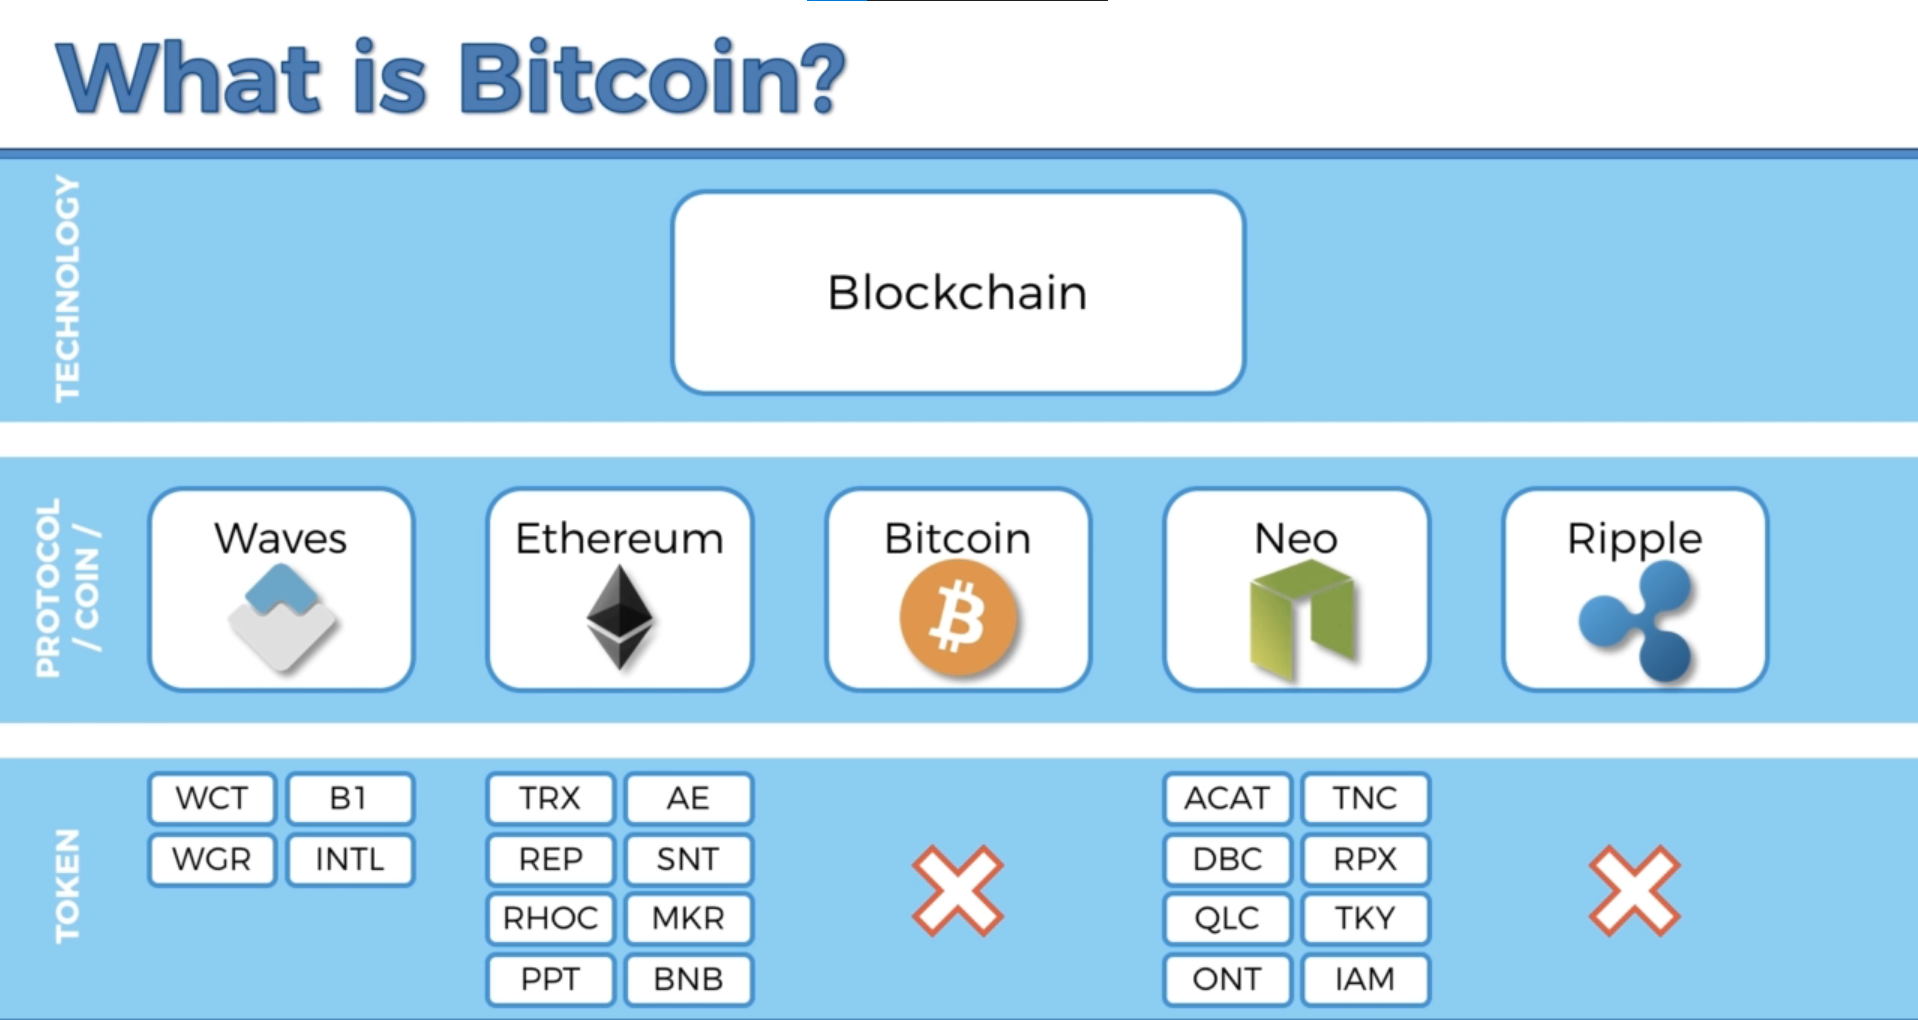 What is Bitcoin?
TECHNOLOGY
Blockchain
PROTOCOL
/ COIN /
Waves
Ethereum
Bitcoin
Neo
Ripple
TOKEN
WCT B1
WGR INTL
TRX AE
REP SNT
RHOC MKR
PPT BNB
ACAT TNC
DBC RPX
QLC TKY
ONT IAM